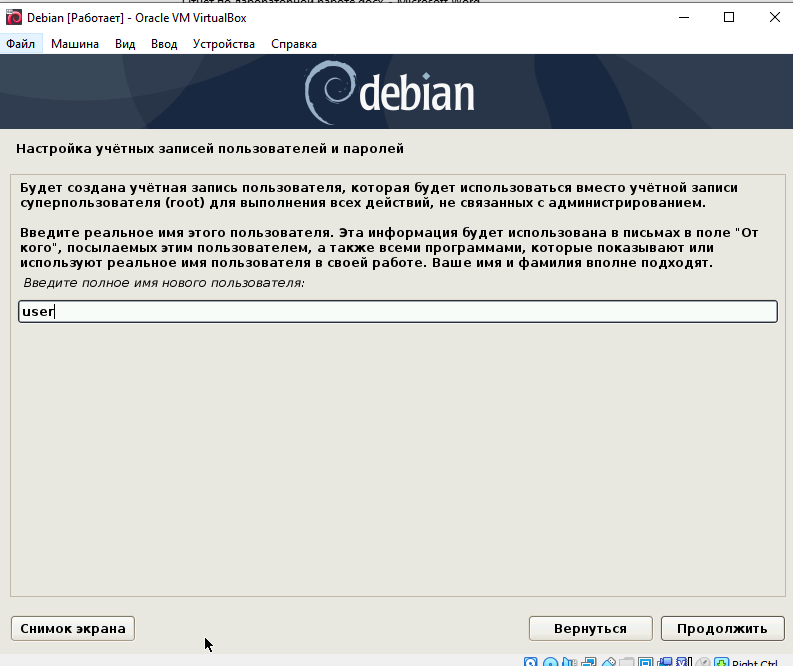 Debian [Работает] - Oracle VM VirtualBox
Файл Машина Вид Ввод Устройства Справка
debian
Настройка учётных записей пользователей и паролей
Будет создана учётная запись пользователя, которая будет использоваться вместо учётной записи
суперпользователя (root) для выполнения всех действий, не связанных с администрированием.
Введите реальное имя этого пользователя. Эта информация будет использована в письмах в поле "От
кого", посылаемых этим пользователем, а также всеми программами, которые показывают или
используют реальное имя пользователя в своей работе. Ваше имя и фамилия вполне подходят.
Введите полное имя нового пользователя:
user
Снимок экрана Вернуться Продолжить
Right Ctrl